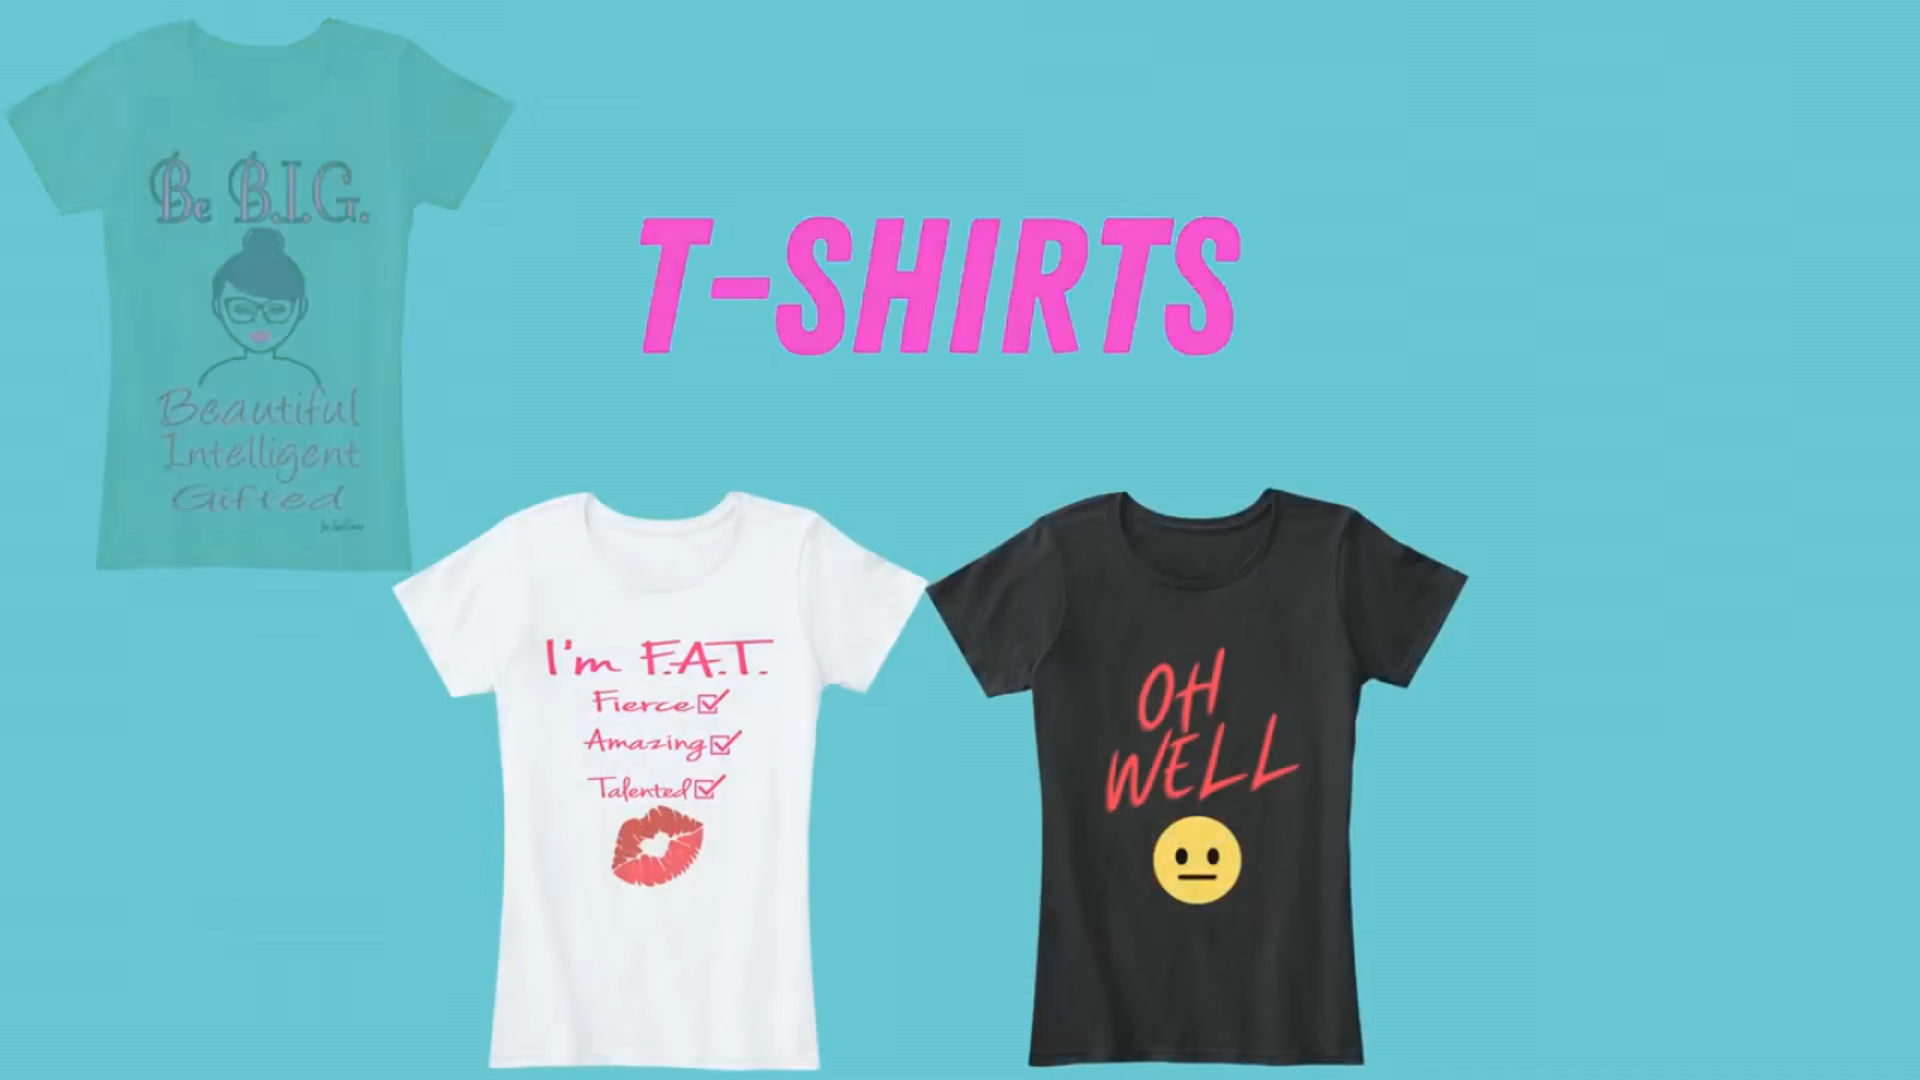 Be B.I.G.
Beautiful
Intelligent
Gifted
T-SHIRTS
I'm F.A.T.
Fierce
Amazing
Talented
OH
WELL